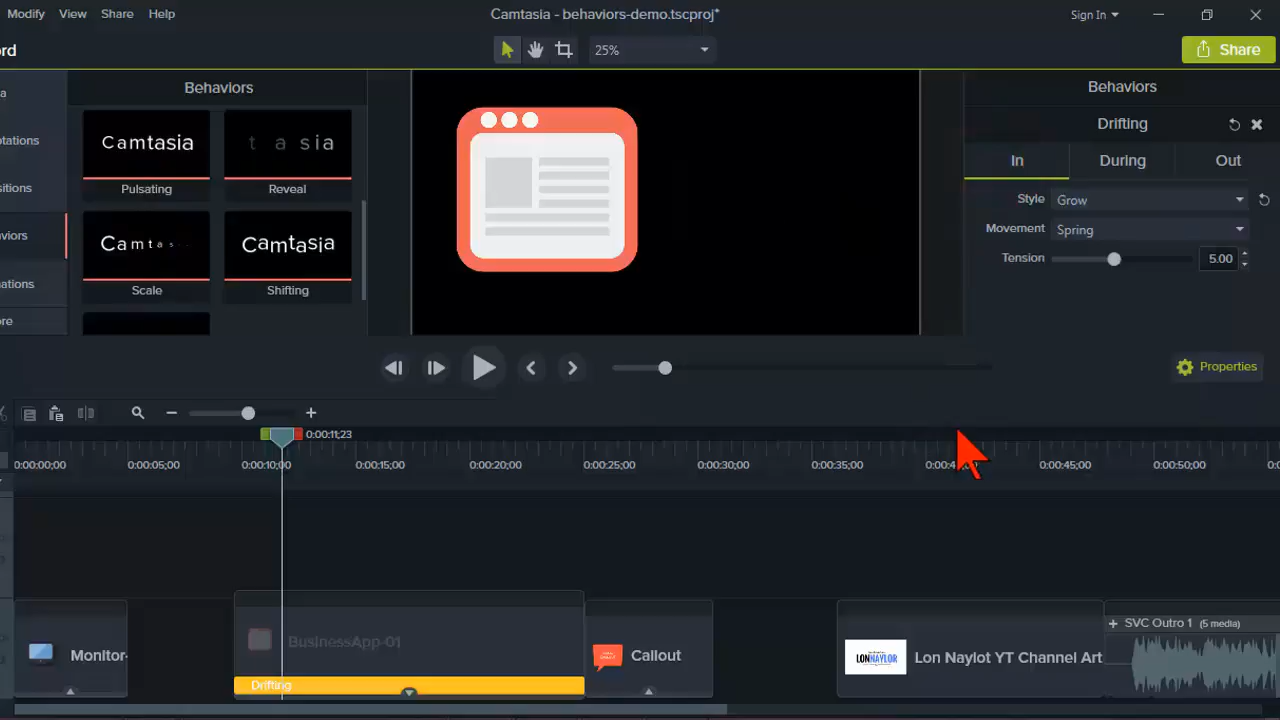 Modify View Share Help
Camtasia - behaviors-demo.tscproj*
Sign In
rd
25%
Share
a
otations
sitions
viors
ations
re
Behaviors
Camtasia
Pulsating
t a sia
Reveal
Camtas
Scale
Camtasia
Shifting
Behaviors
Drifting
In During Out
Style Grow
Movement Spring
Tension 5.00
Properties
0:00:11;23
0:00:00;00 0:00:05;00 0:00:10;00 0:00:15;00 0:00:20;00 0:00:25;00 0:00:30;00 0:00:35;00 0:00:45;00 0:00:50;00
Monitor-
BusinessApp-01
Drifting
Callout
LONNAYLOR
Lon Naylot YT Channel Art
+ SVC Outro 1 (5 media)